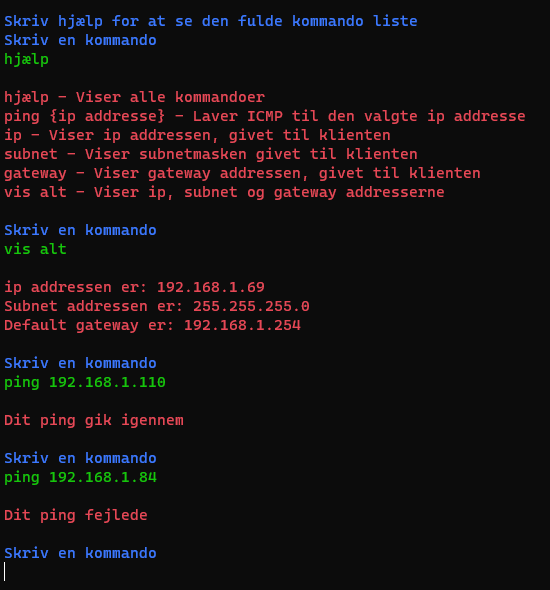 Skriv hjælp for at se den fulde kommando liste
Skriv en kommando
hjælp
hjælp - Viser alle kommandoer
ping {ip addresse} - Laver ICMP til den valgte ip addresse
ip - Viser ip addressen, givet til klienten
subnet - Viser subnetmasken givet til klienten
gateway - Viser gateway addressen, givet til klienten
vis alt - Viser ip, subnet og gateway addresserne
Skriv en kommando
vis alt
ip addressen er: 192.168.1.69
Subnet addressen er: 255.255.255.0
Default gateway er: 192.168.1.254
Skriv en kommando
ping 192.168.1.110
Dit ping gik igennem
Skriv en kommando
ping 192.168.1.84
Dit ping fejlede
Skriv en kommando